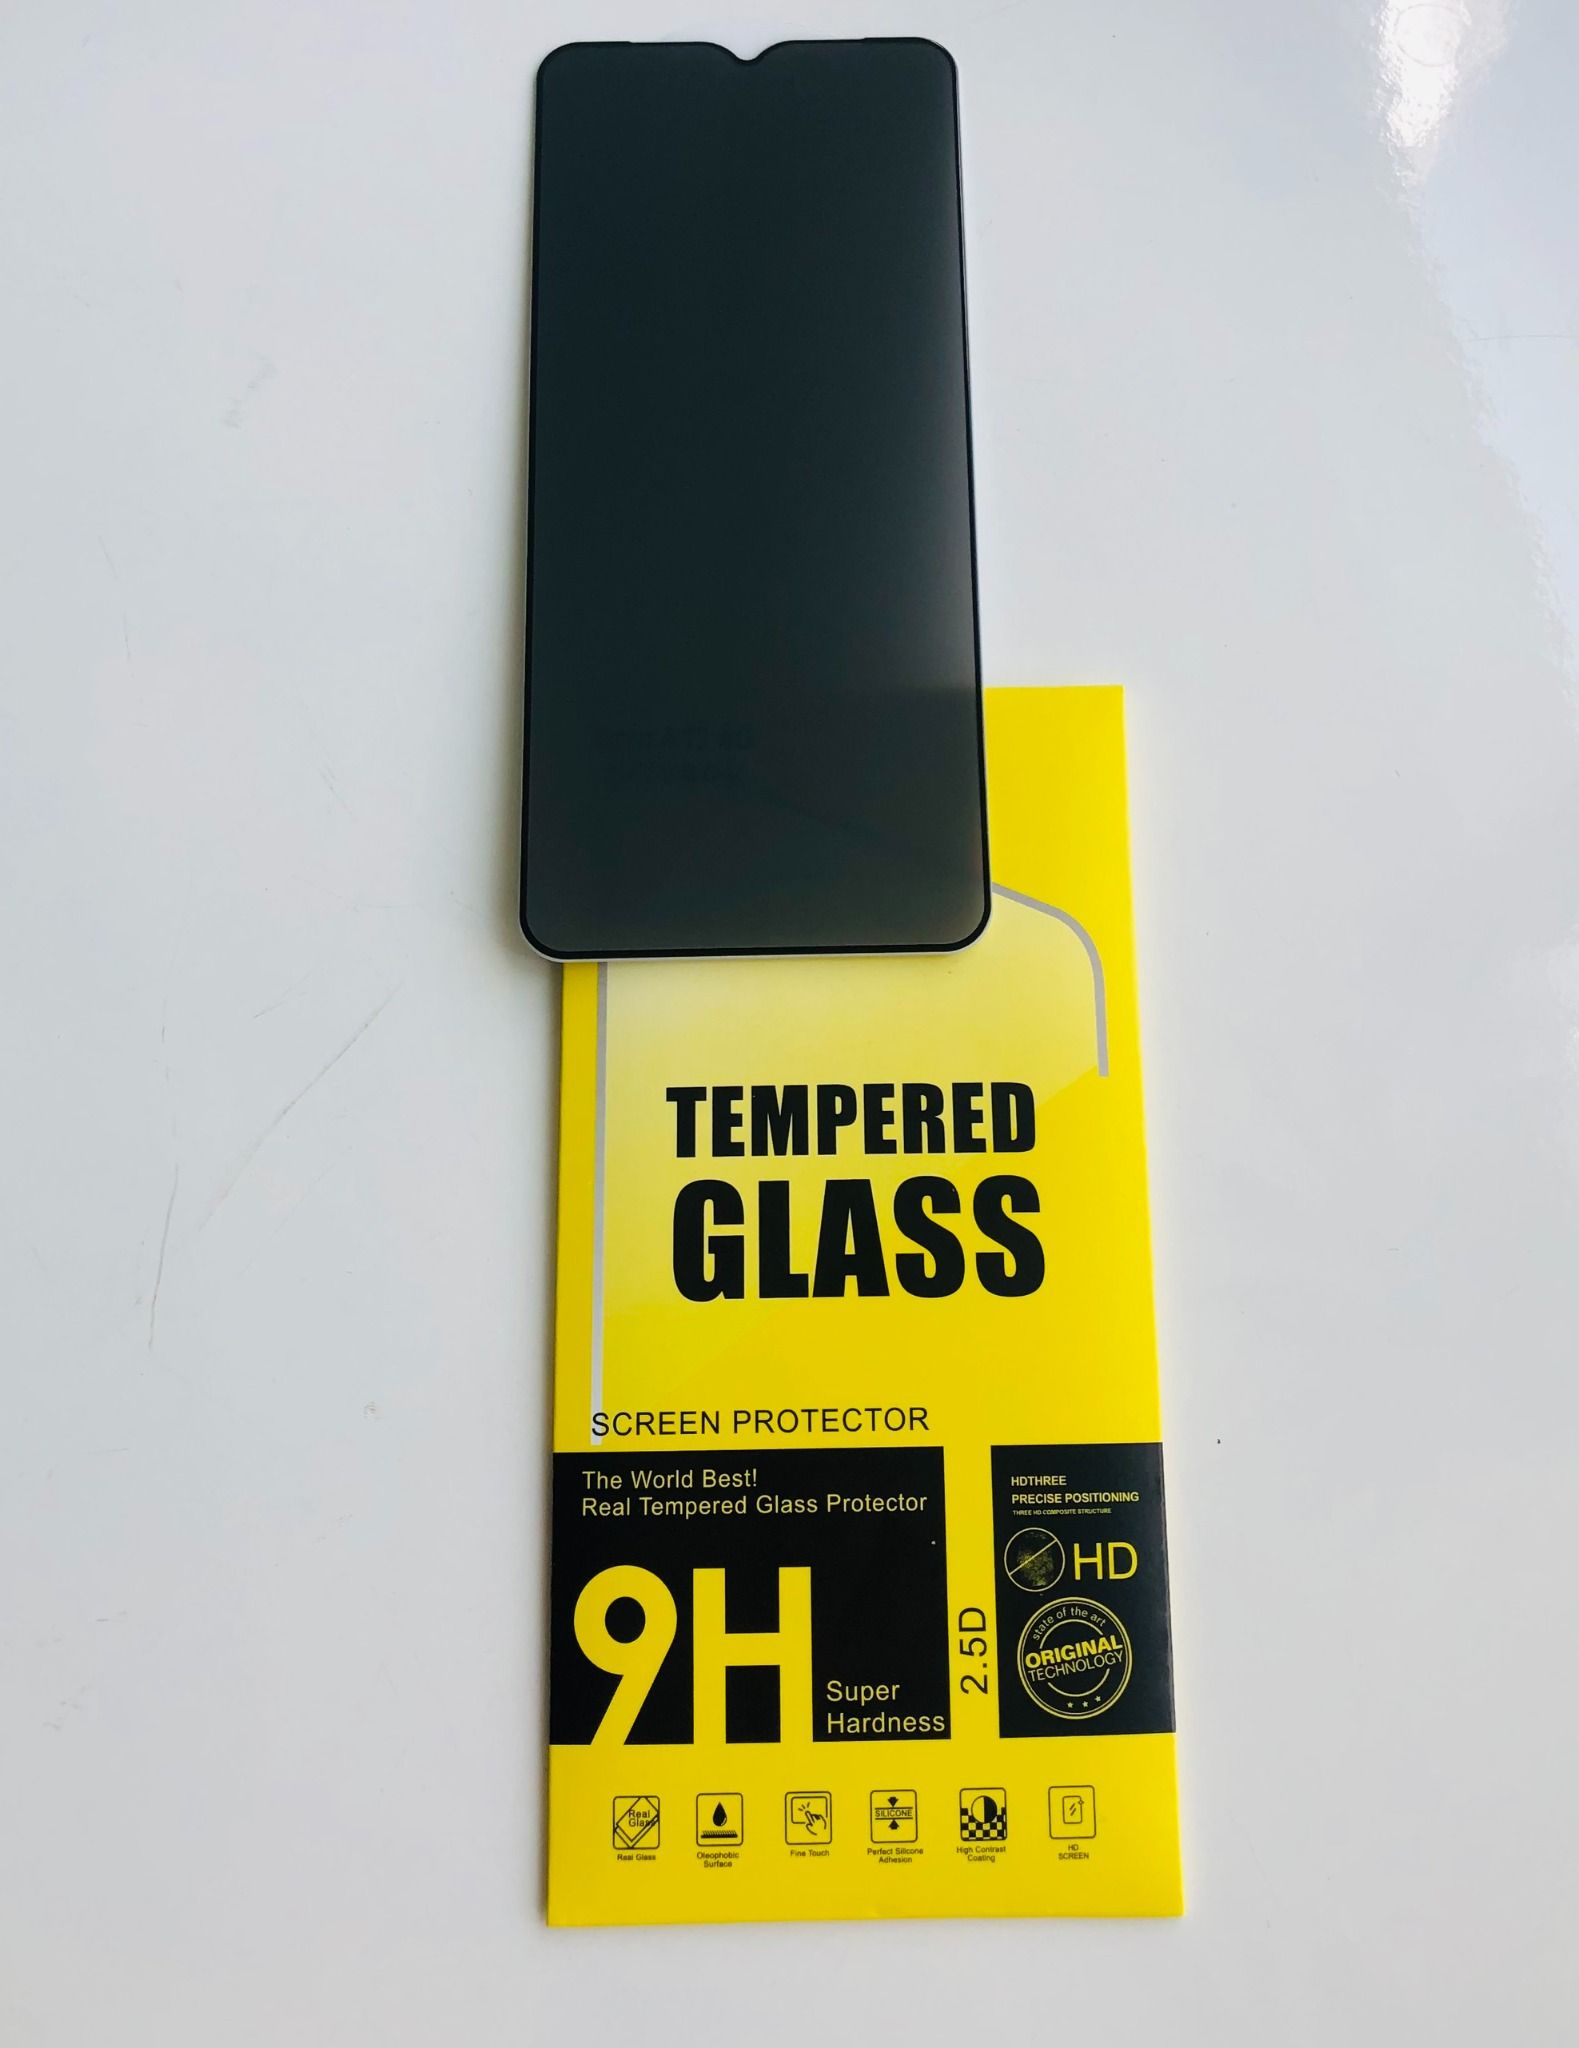 TEMPERED
GLASS
SCREEN PROTECTOR
The World Best!
Real Tempered Glass Protector
9H
Super
Hardness
2.5D
HDTHREE
PRECISE POSITIONING
THREE HD COMPOSITE STRUCTURE
HD
state of the art
ORIGINAL
TECHNOLOGY
Real
Glass
Real Glass
Oleophobic
Surface
Fine Touch
SILICONE
Perfect Silicone
Adhesion
High Contrast
Coating
HD
SCREEN